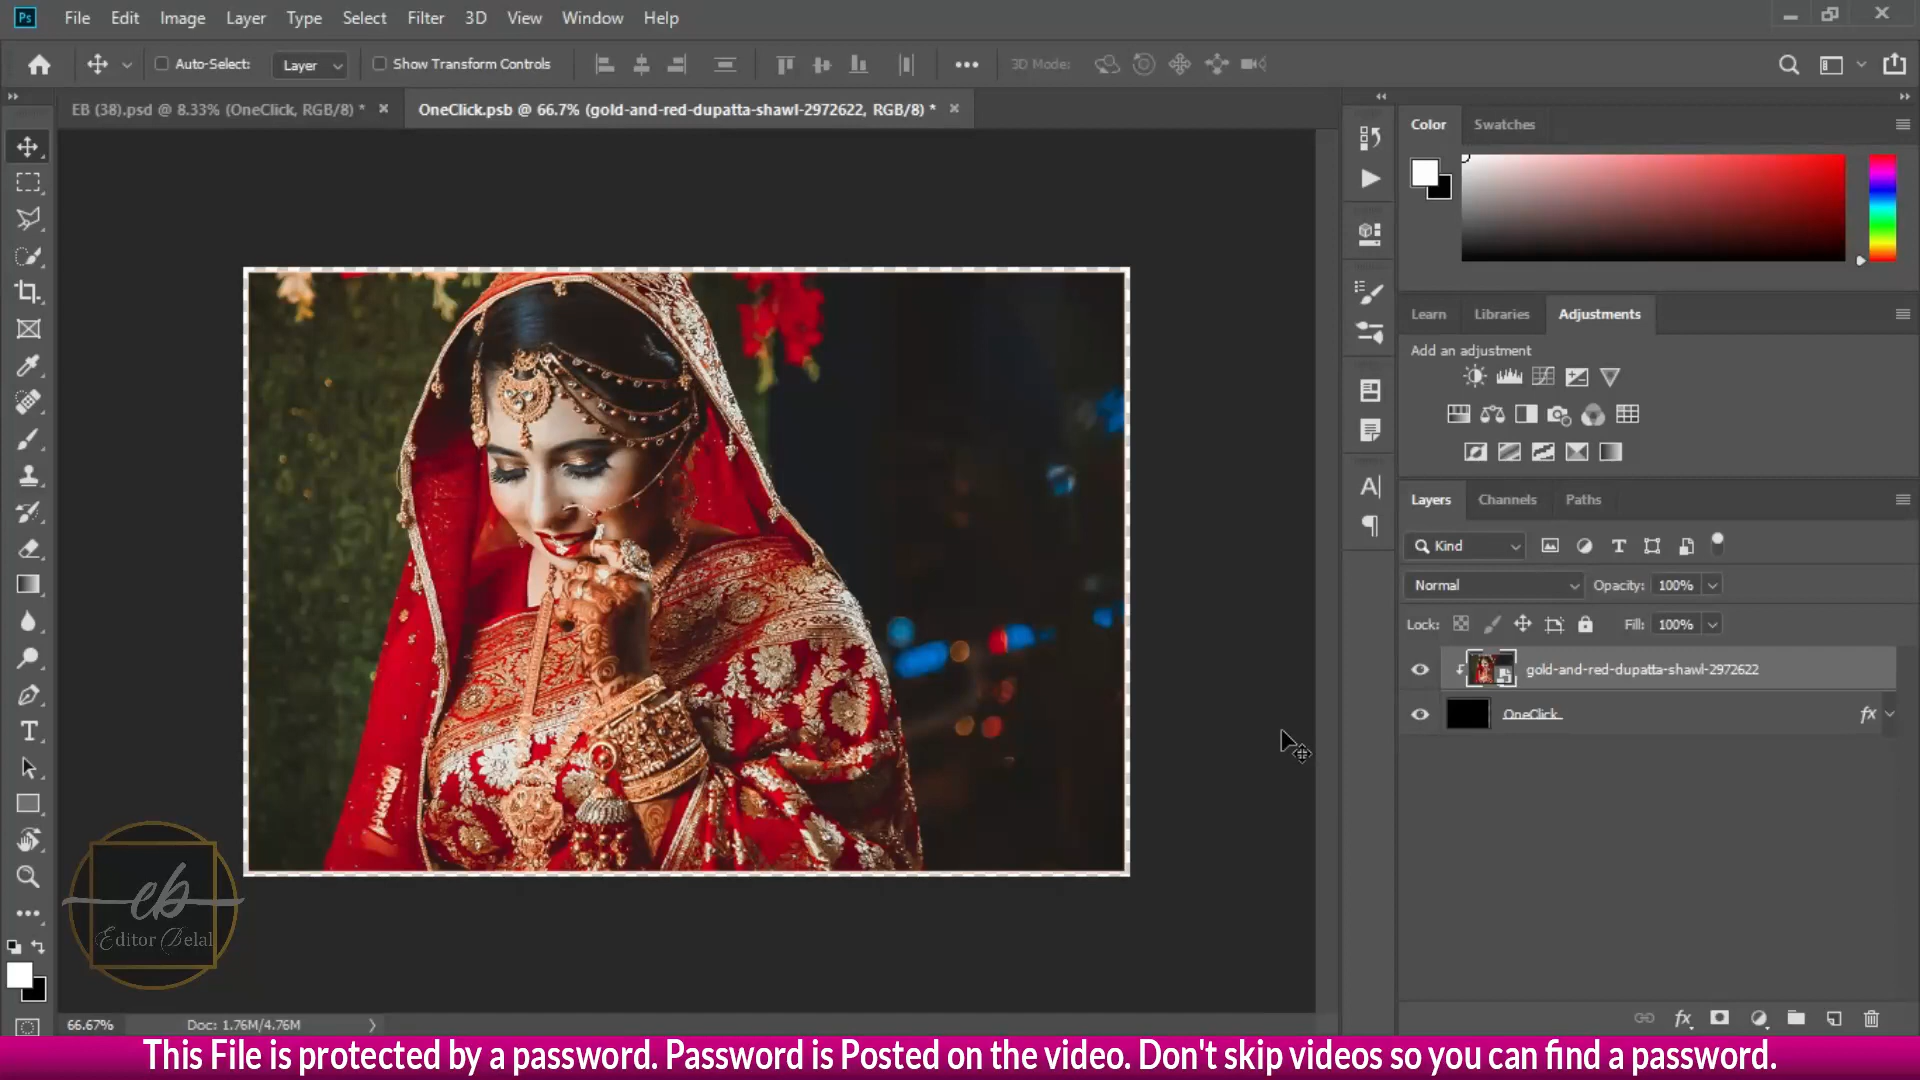 Ps File Edit Image Layer Type Select Filter 3D View Window Help
Auto-Select: Layer Show Transform Controls 3D Mode:
EB (38).psd @ 8.33% (OneClick, RGB/8) * OneClick.psb @ 66.7% (gold-and-red-dupatta-shawl-2972622, RGB/8) *
Color Swatches
Learn Libraries Adjustments
Add an adjustment
Layers Channels Paths
Kind
Normal Opacity: 100%
Lock: Fill: 100%
gold-and-red-dupatta-shawl-2972622
OneClick fx
eb
Editor Belal
66.67% Doc: 1.76M/4.76M
This File is protected by a password. Password is Posted on the video. Don't skip videos so you can find a password.